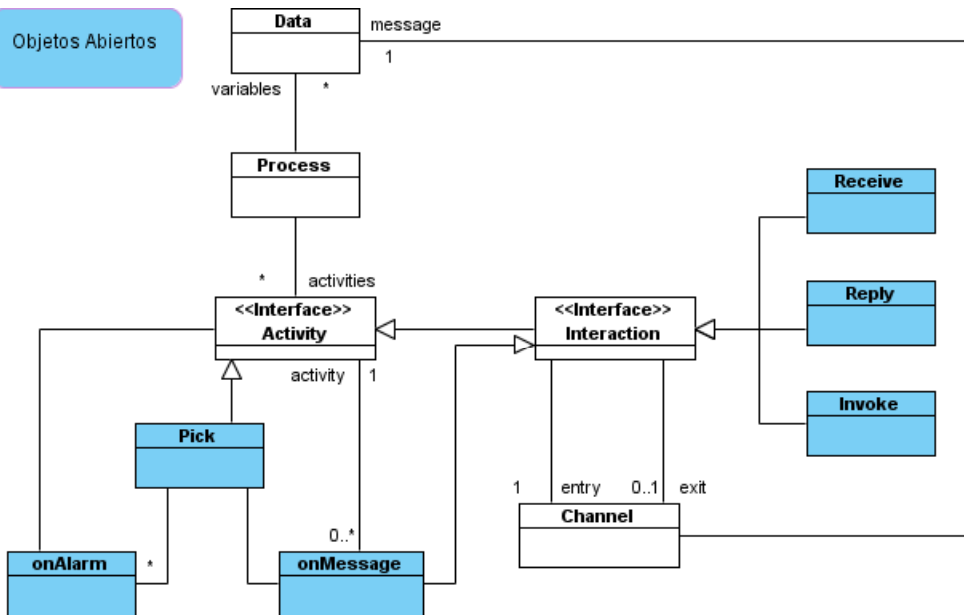 Objetos Abiertos
Data
message
1
variables
*
Process
Receive
*
activities
<<Interface>>
Activity
<<Interface>>
Interaction
Reply
activity
1
Invoke
Pick
1
entry
0..1
exit
Channel
0..*
onAlarm
*
onMessage